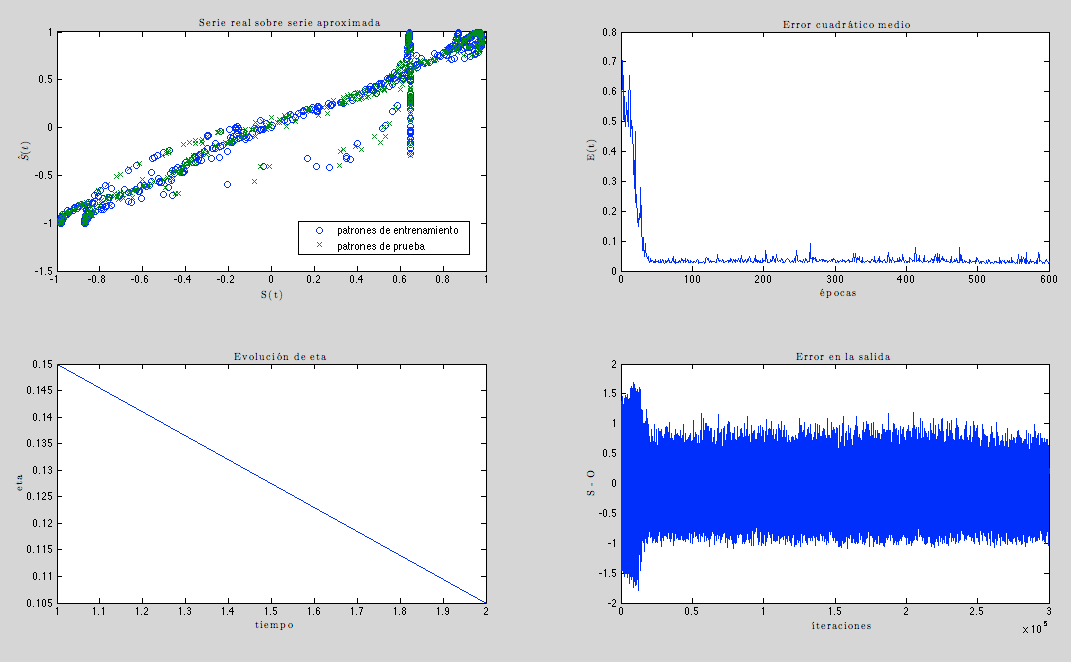 Serie real sobre serie aproximada
1
0.5
0
-0.5
-1
-1.5
Ŝ(t)
-1 -0.8 -0.6 -0.4 -0.2 0 0.2 0.4 0.6 0.8 1
S(t)
patrones de entrenamiento
patrones de prueba
Error cuadrático medio
0.8
0.7
0.6
0.5
0.4
0.3
0.2
0.1
0
E(t)
0 100 200 300 400 500 600
épocas
Evolución de eta
0.15
0.145
0.14
0.135
0.13
0.125
0.12
0.115
0.11
0.105
eta
1 1.1 1.2 1.3 1.4 1.5 1.6 1.7 1.8 1.9 2
tiempo
Error en la salida
2
1.5
1
0.5
0
-0.5
-1
-1.5
-2
S - O
0 0.5 1 1.5 2 2.5 3
x 10⁵
íteraciones